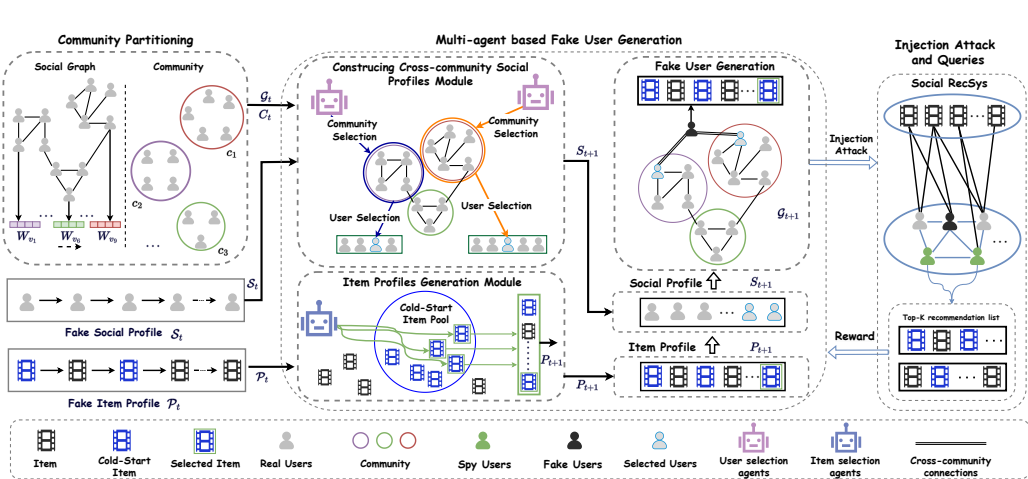 Community Partitioning
Social Graph
Community
c1
c2
c3
...
Wv1
Wv6
Wv9
Fake Social Profile St
Fake Item Profile Pt
Gt
Ct
St
Pt
Multi-agent based Fake User Generation
Construcing Cross-community Social
Profiles Module
Community
Selection
Community
Selection
User Selection
User Selection
Item Profiles Generation Module
Cold-Start
Item Pool
Pt+1
St+1
Pt+1
Fake User Generation
Gt+1
Social Profile St+1
Item Profile Pt+1
Injection
Attack
Reward
Injection Attack
and Queries
Social RecSys
Top-K recommendation list
Item
Cold-Start
Item
Selected Item
Real Users
Community
Spy Users
Fake Users
Selected Users
User selection
agents
Item selection
agents
Cross-community
connections